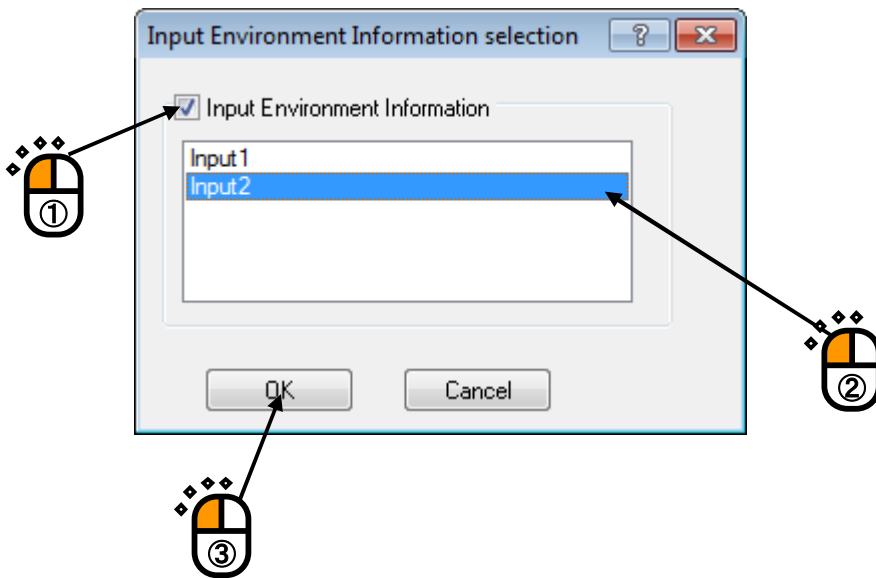 Input Environment Information selection
Input Environment Information
Input1
Input2
OK
Cancel
①
②
③